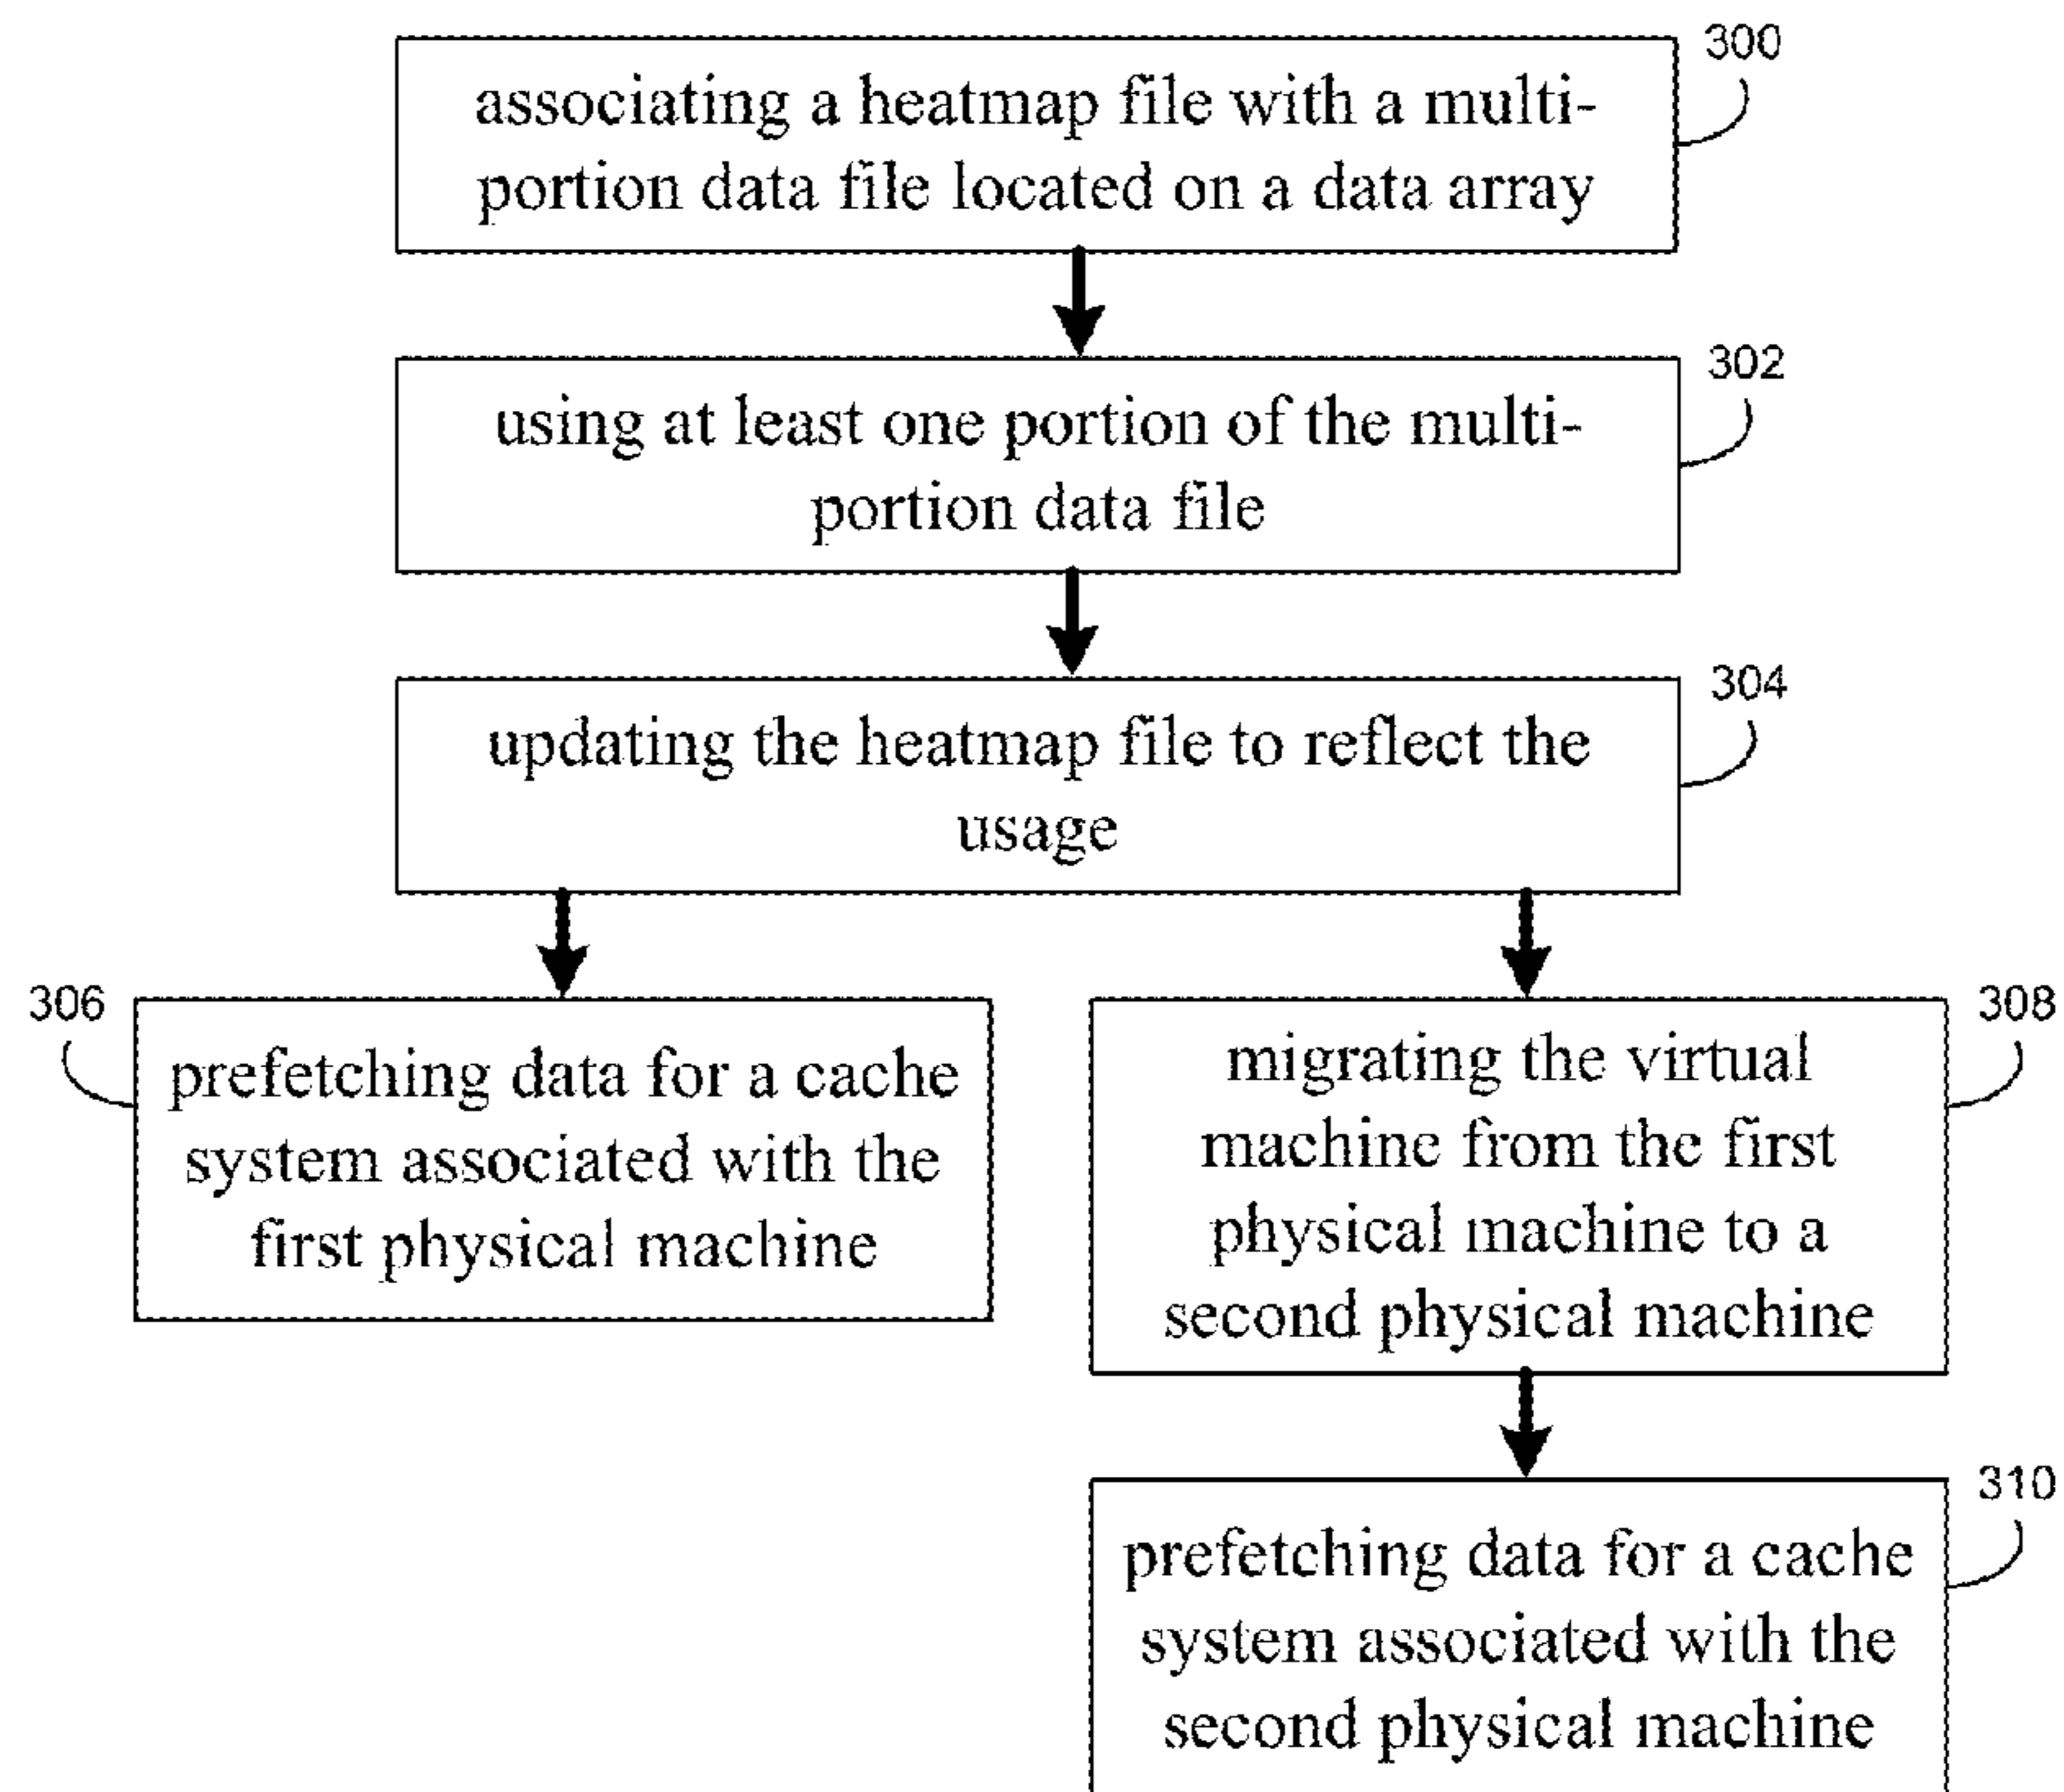 300
associating a heatmap file with a multi-
portion data file located on a data array
302
using at least one portion of the multi-
portion data file
304
updating the heatmap file to reflect the
usage
306
prefetching data for a cache
system associated with the
first physical machine
308
migrating the virtual
machine from the first
physical machine to a
second physical machine
310
prefetching data for a cache
system associated with the
second physical machine